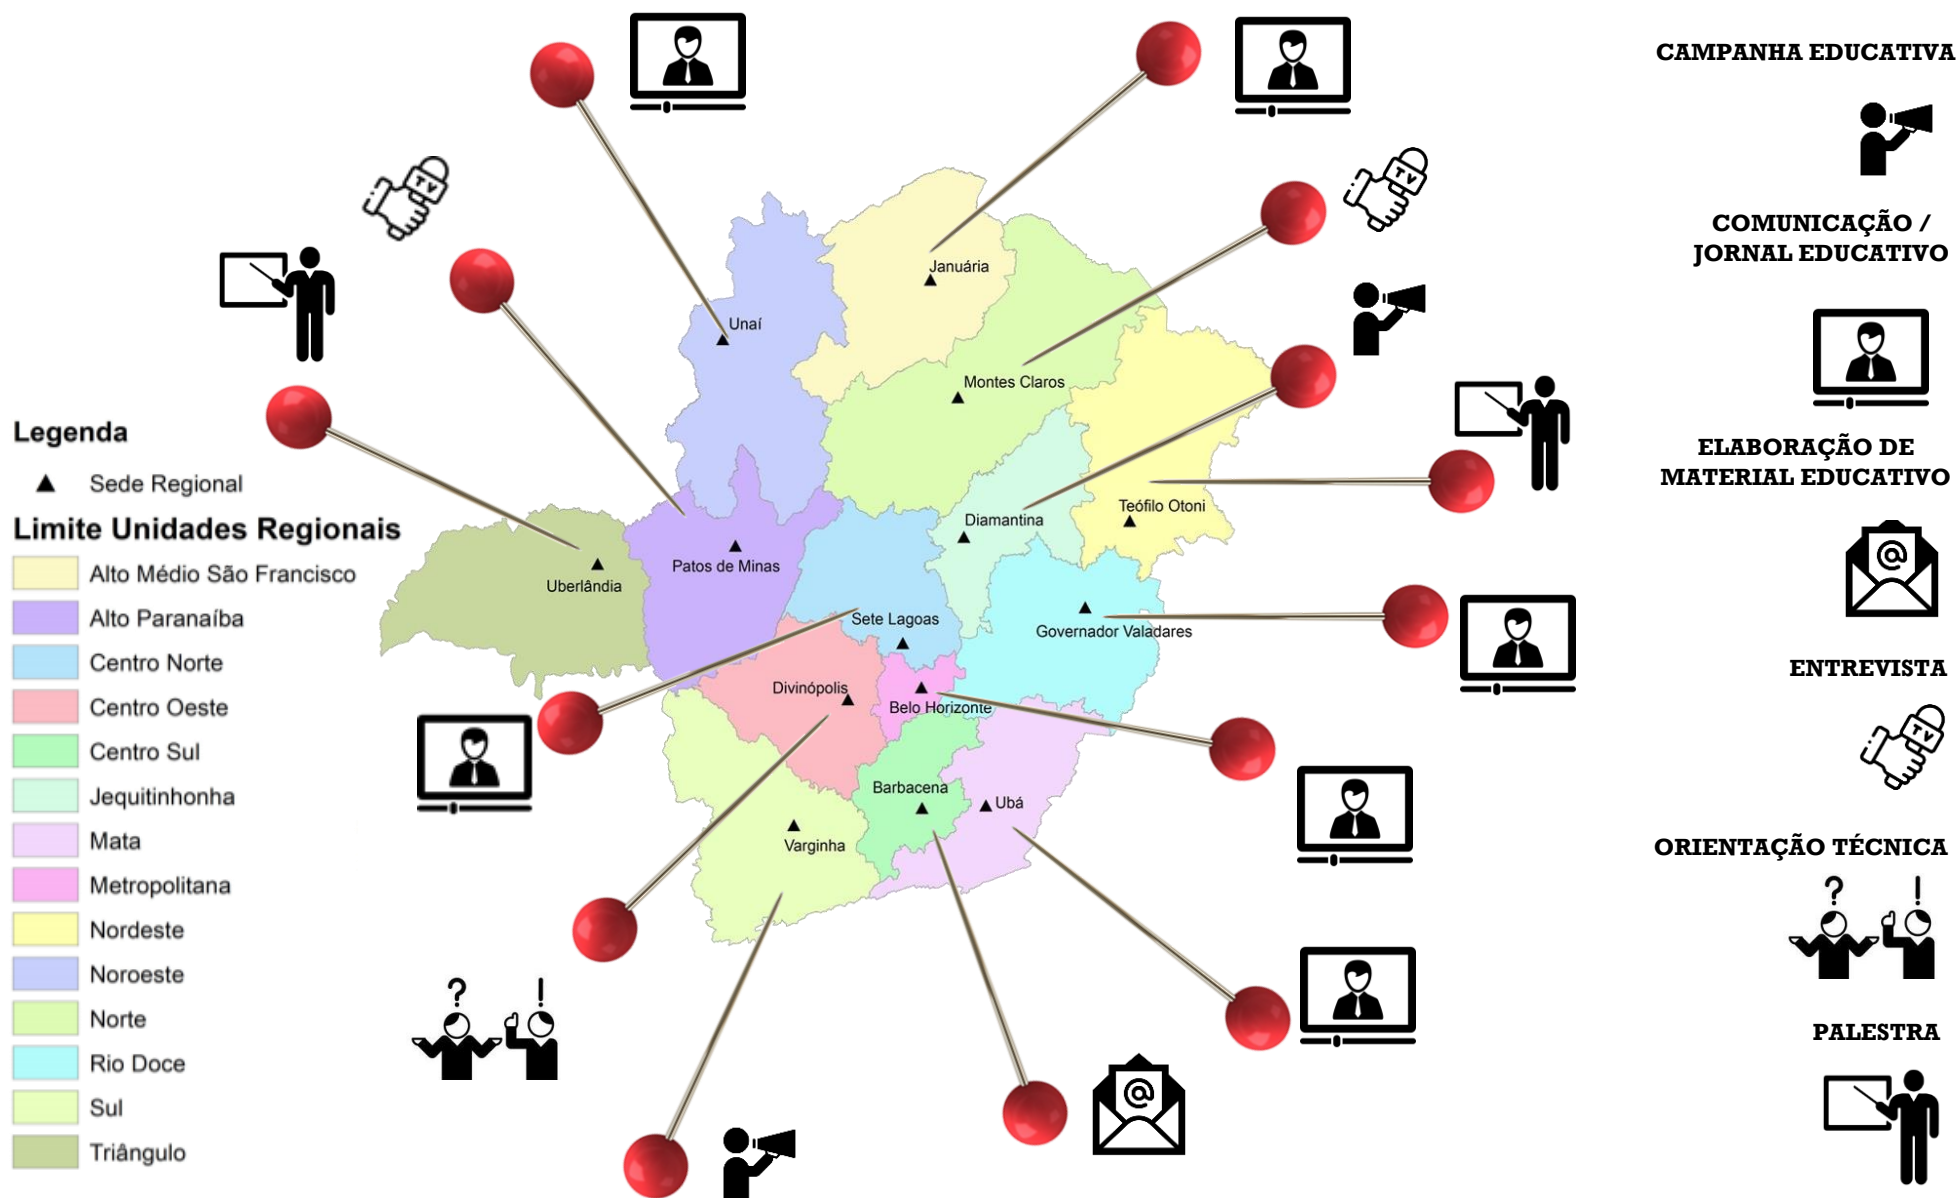 CAMPANHA EDUCATIVA
COMUNICAÇÃO /
JORNAL EDUCATIVO
ELABORAÇÃO DE
MATERIAL EDUCATIVO
@
ENTREVISTA
TV
ORIENTAÇÃO TÉCNICA
? !
PALESTRA
TV
TV
Januária
Unaí
Montes Claros
Teófilo Otoni
Diamantina
Patos de Minas
Uberlândia
Sete Lagoas
Governador Valadares
Divinópolis
Belo Horizonte
Barbacena
Ubá
Varginha
? !
@
Legenda
Sede Regional
Limite Unidades Regionais
Alto Médio São Francisco
Alto Paranaíba
Centro Norte
Centro Oeste
Centro Sul
Jequitinhonha
Mata
Metropolitana
Nordeste
Noroeste
Norte
Rio Doce
Sul
Triângulo